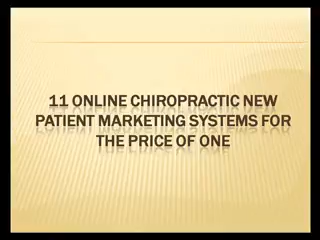 11 ONLINE CHIROPRACTIC NEW
PATIENT MARKETING SYSTEMS FOR
THE PRICE OF ONE